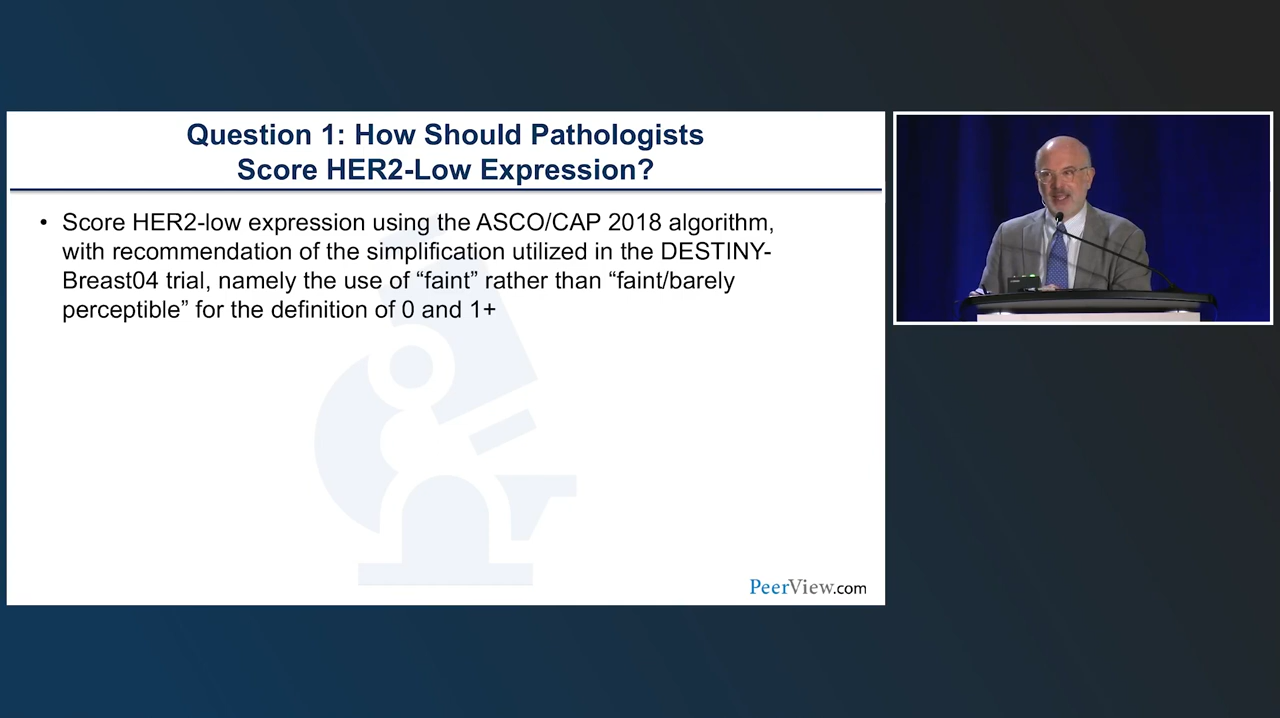 Question 1: How Should Pathologists
Score HER2-Low Expression?
• Score HER2-low expression using the ASCO/CAP 2018 algorithm,
with recommendation of the simplification utilized in the DESTINY-
Breast04 trial, namely the use of “faint” rather than “faint/barely
perceptible” for the definition of 0 and 1+
PeerView.com